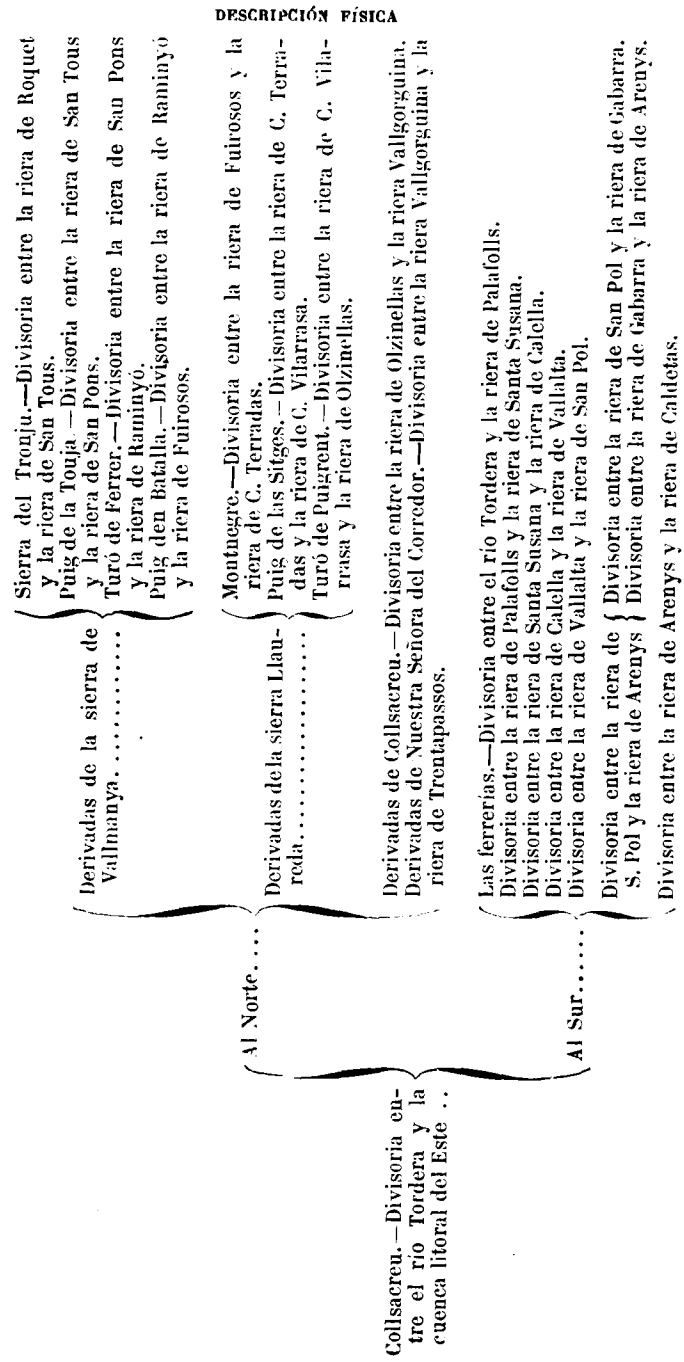 DESCRIPCIÓN FÍSICA
Collsacreu.—Divisoria en-
tre el río Tordera y la
cuenca litoral del Este ..
Al Norte....
Derivadas de la sierra de
Vallmanya............
Sierra del Tronju.—Divisoria entre la riera de Roquet
y la riera de San Tous.
Puig de la Touja.—Divisoria entre la riera de San Tous
y la riera de San Pons.
Turó de Ferrer.—Divisoria entre la riera de San Pons
y la riera de Raminyó.
Puig den Batalla.—Divisoria entre la riera de Raminyó
y la riera de Fuirosos.
Derivadas de la sierra Llau-
reda..................
Montnegre.—Divisoria entre la riera de Fuirosos y la
riera de C. Terradas.
Puig de las Sitges.—Divisoria entre la riera de C. Terra-
das y la riera de C. Vilarrasa.
Turó de Puigrent.—Divisoria entre la riera de C. Vila-
rrasa y la riera de Olzinellas.
Derivadas de Collsacreu.—Divisoria entre la riera de Olzinellas y la riera Vallgorguina.
Derivadas de Nuestra Señora del Corredor.—Divisoria entre la riera Vallgorguina y la
riera de Trentapassos.
Al Sur......
Las ferrerías.—Divisoria entre el río Tordera y la riera de Palafolls.
Divisoria entre la riera de Palafolls y la riera de Santa Susana.
Divisoria entre la riera de Santa Susana y la riera de Calella.
Divisoria entre la riera de Calella y la riera de Vallalta.
Divisoria entre la riera de Vallalta y la riera de San Pol.
Divisoria entre la riera de { Divisoria entre la riera de San Pol y la riera de Gabarra.
S. Pol y la riera de Arenys } Divisoria entre la riera de Gabarra y la riera de Arenys.
Divisoria entre la riera de Arenys y la riera de Caldetas.